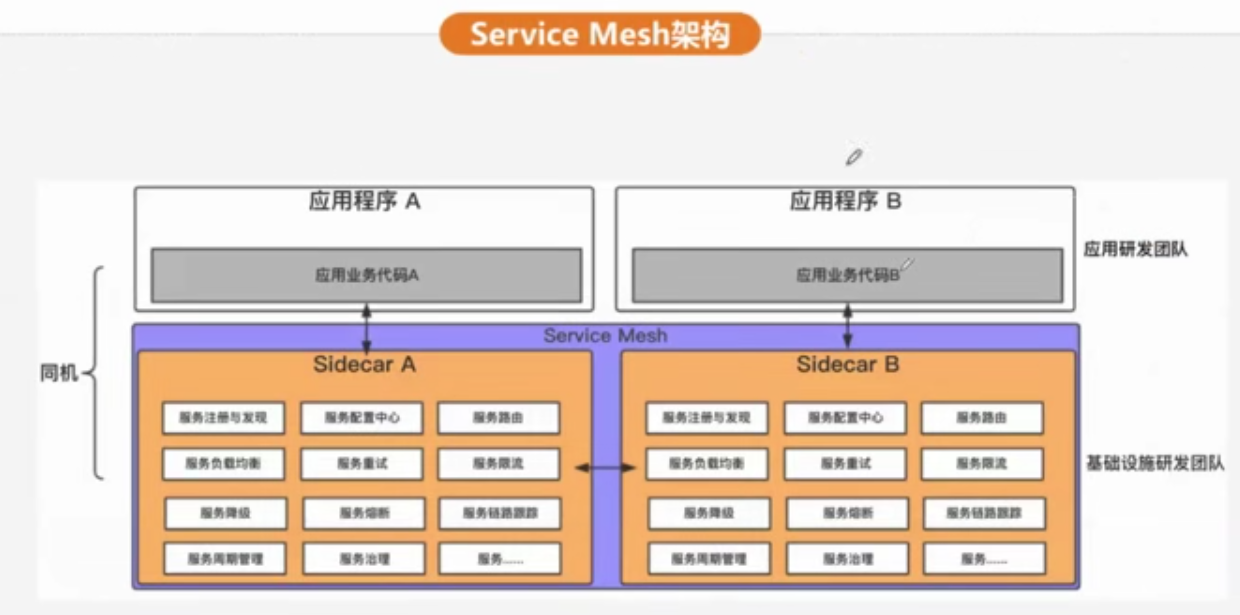 Service Mesh架构
应用程序 A
应用程序 B
应用研发团队
应用业务代码A
应用业务代码B
同机
Service Mesh
Sidecar A
Sidecar B
服务注册与发现
服务配置中心
服务路由
服务注册与发现
服务配置中心
服务路由
服务负载均衡
服务重试
服务限流
服务负载均衡
服务重试
服务限流
基础设施研发团队
服务降级
服务熔断
服务链路跟踪
服务降级
服务熔断
服务链路跟踪
服务周期管理
服务治理
服务......
服务周期管理
服务治理
服务......